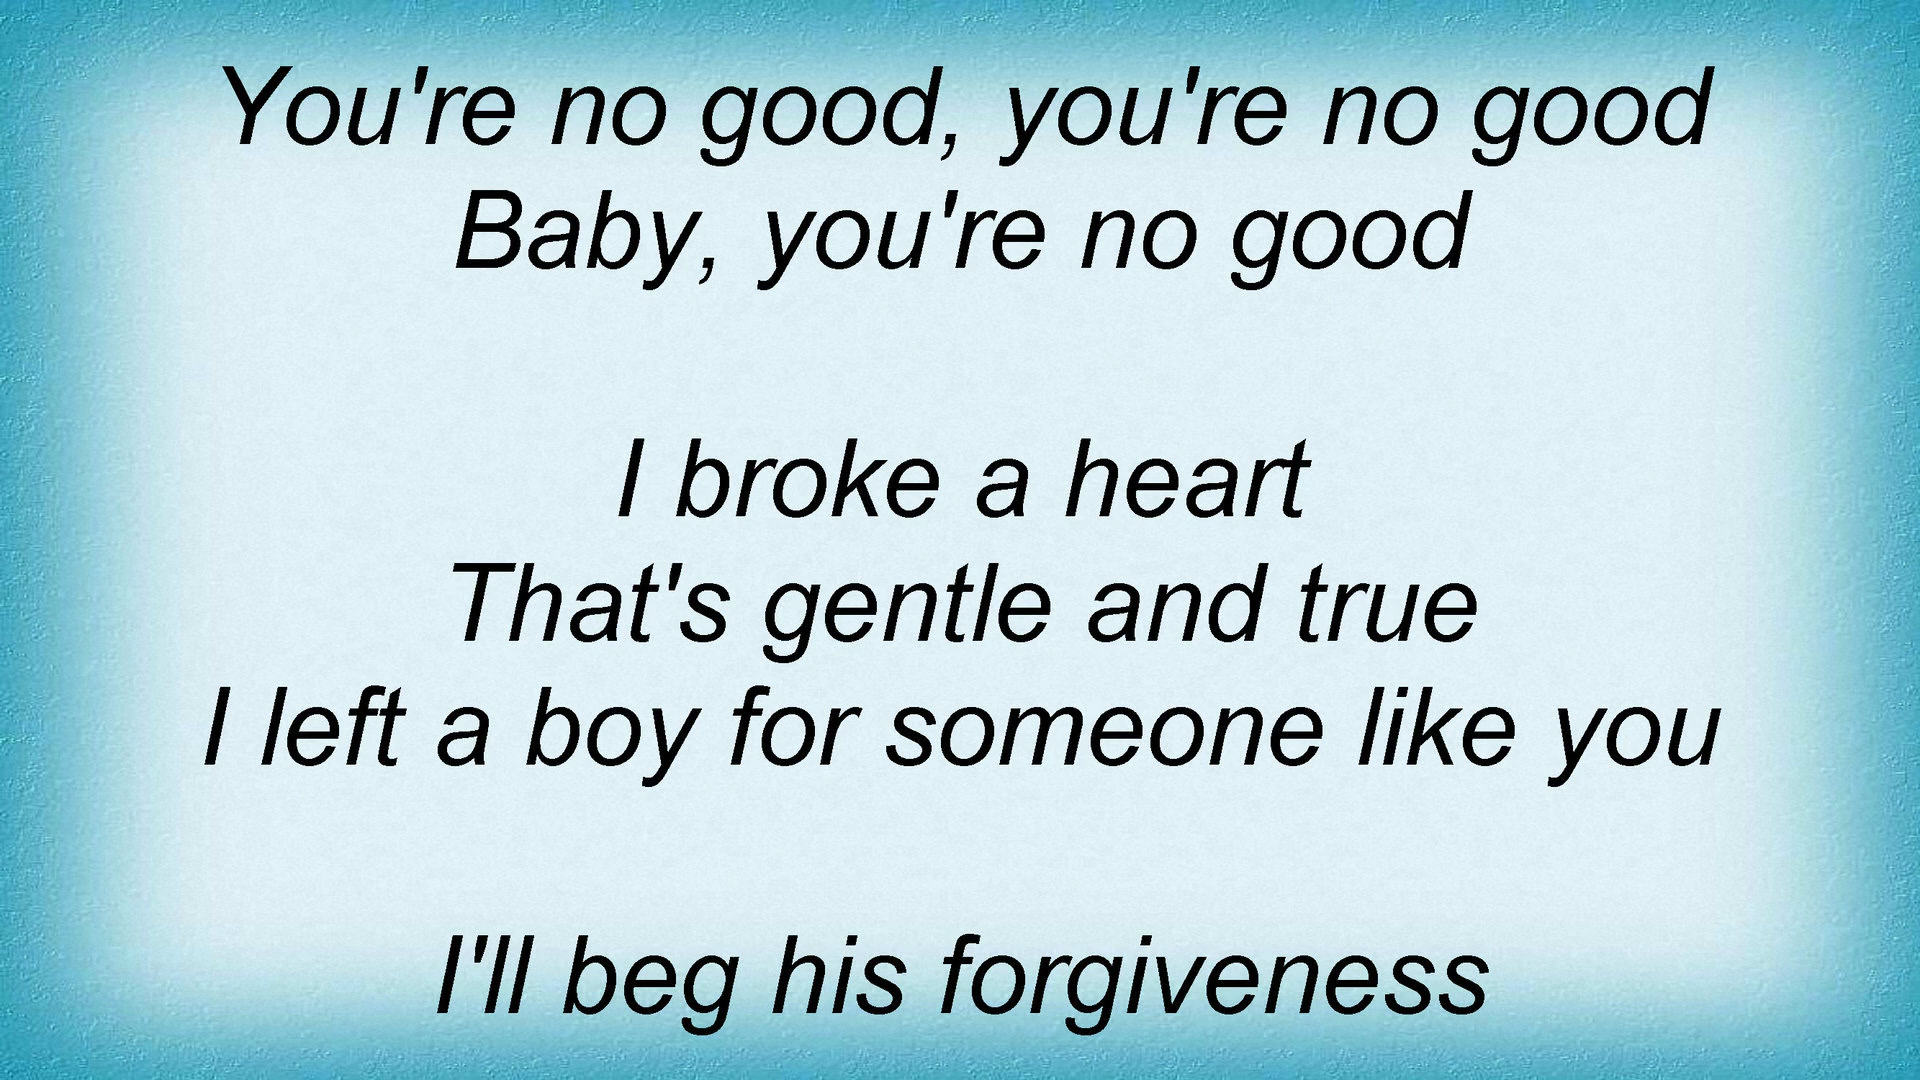 You're no good, you're no good
Baby, you're no good
I broke a heart
That's gentle and true
I left a boy for someone like you
I'll beg his forgiveness